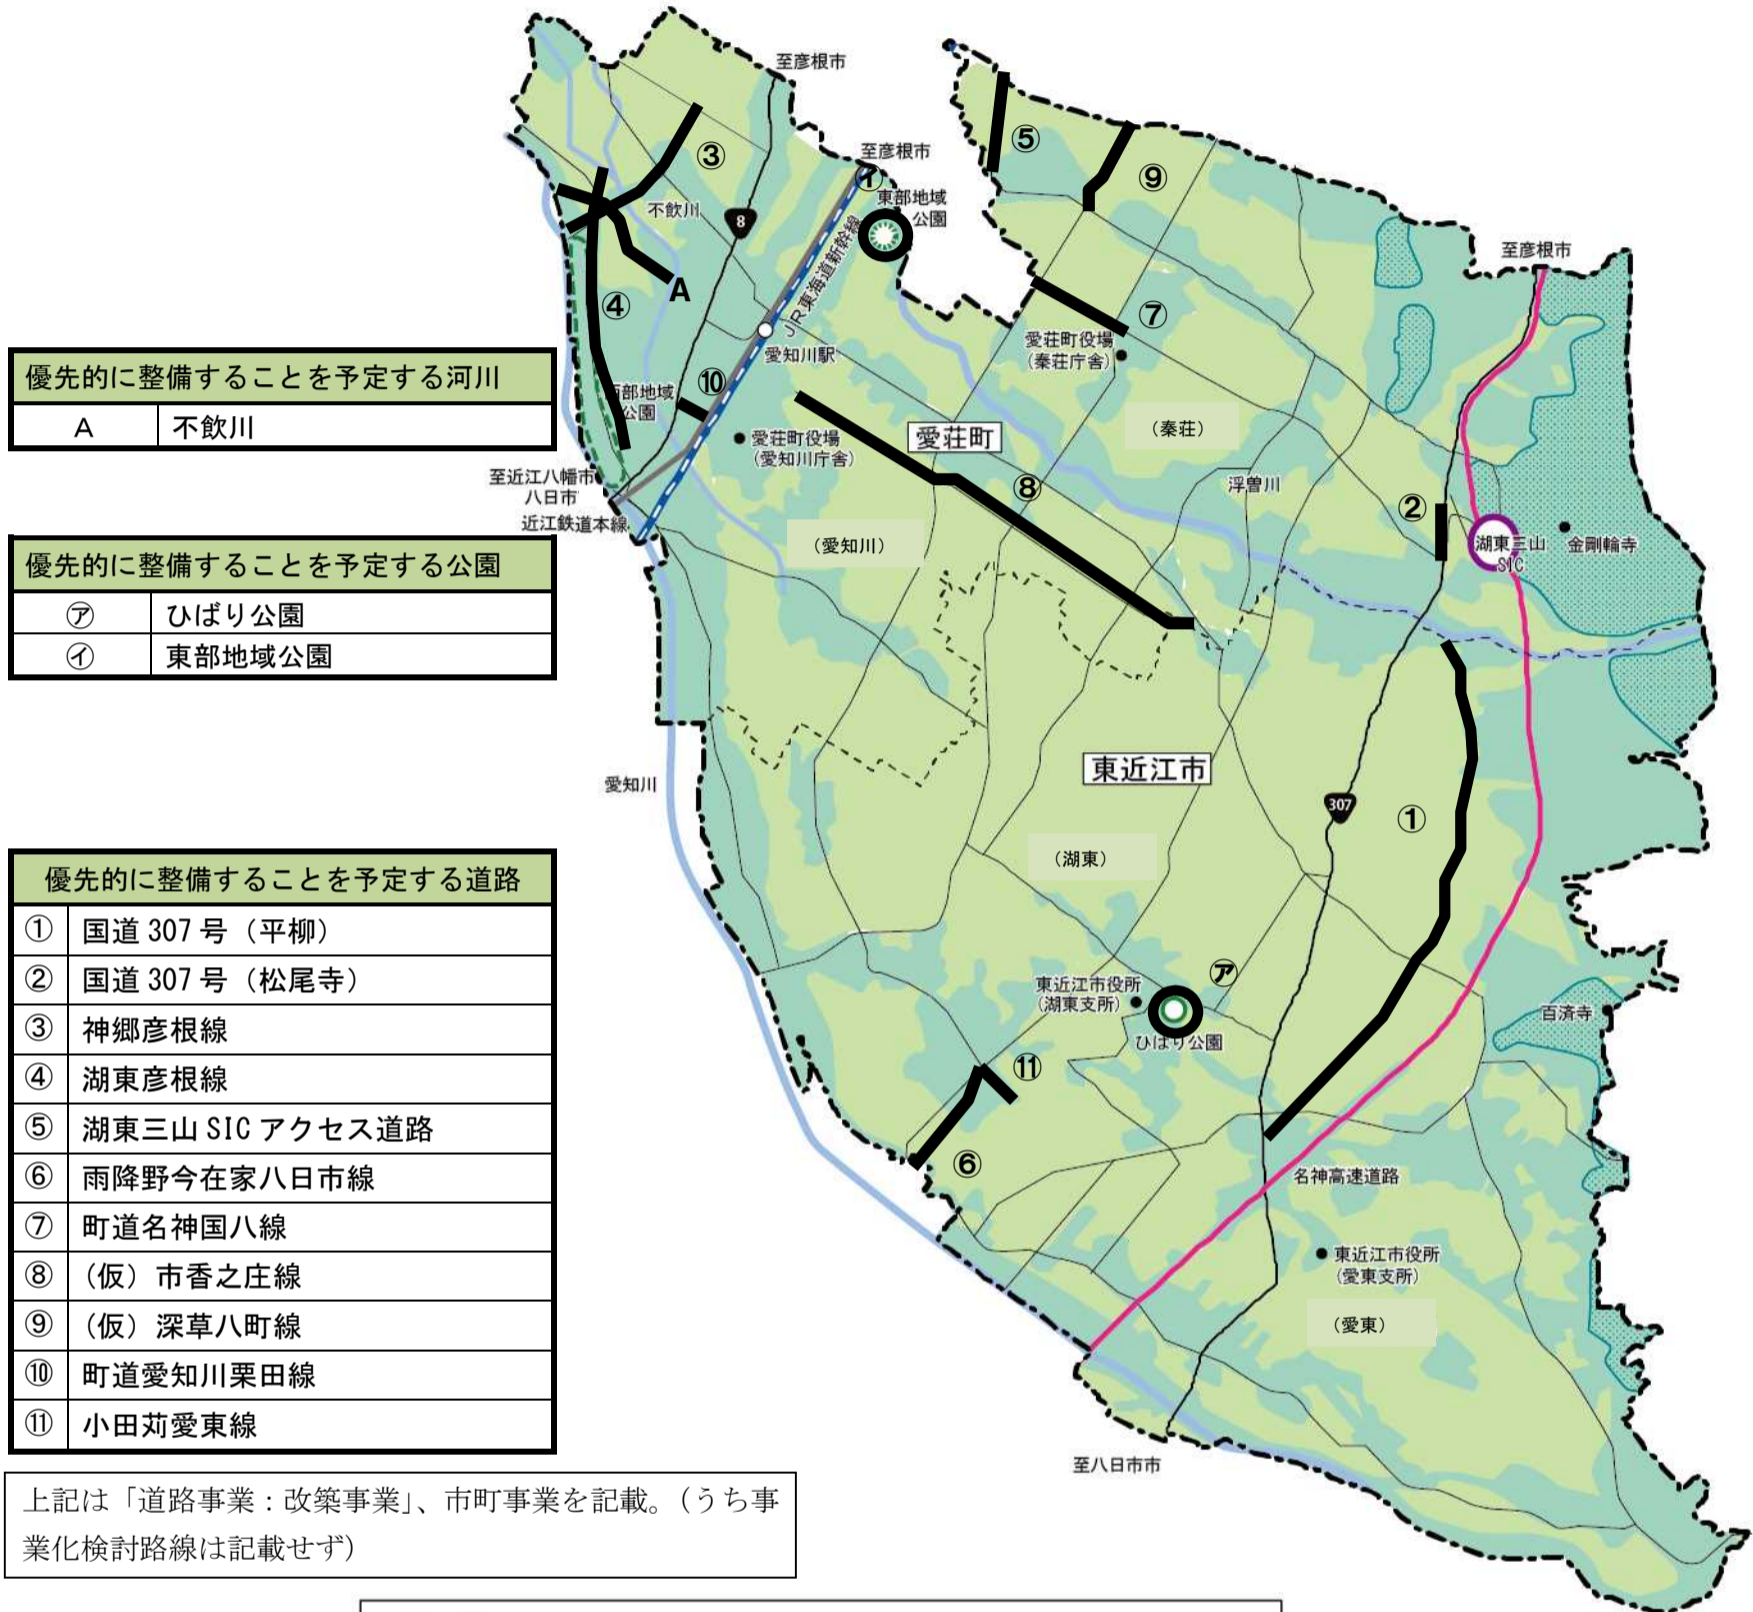 至彦根市
至彦根市
③
⑤
⑨
㋑
東部地域
公園
不飲川
8
JR東海道新幹線
至彦根市
A
④
⑦
愛荘町役場
(秦荘庁舎)
愛知川駅
⑩
西部地域
公園
愛荘町役場
(愛知川庁舎)
愛荘町
(秦荘)
浮曽川
⑧
②
湖東三山
SIC
金剛輪寺
至近江八幡市
八日市
近江鉄道本線
(愛知川)
愛知川
東近江市
307
①
(湖東)
㋐
東近江市役所
(湖東支所)
ひばり公園
百済寺
⑪
⑥
名神高速道路
東近江市役所
(愛東支所)
(愛東)
至八日市市
優先的に整備することを予定する河川
A 不飲川
優先的に整備することを予定する公園
㋐ ひばり公園
㋑ 東部地域公園
優先的に整備することを予定する道路
① 国道307号（平柳）
② 国道307号（松尾寺）
③ 神郷彦根線
④ 湖東彦根線
⑤ 湖東三山SICアクセス道路
⑥ 雨降野今在家八日市線
⑦ 町道名神国八線
⑧ （仮）市香之庄線
⑨ （仮）深草八町線
⑩ 町道愛知川栗田線
⑪ 小田苅愛東線
上記は「道路事業：改築事業」、市町事業を記載。（うち事
業化検討路線は記載せず）